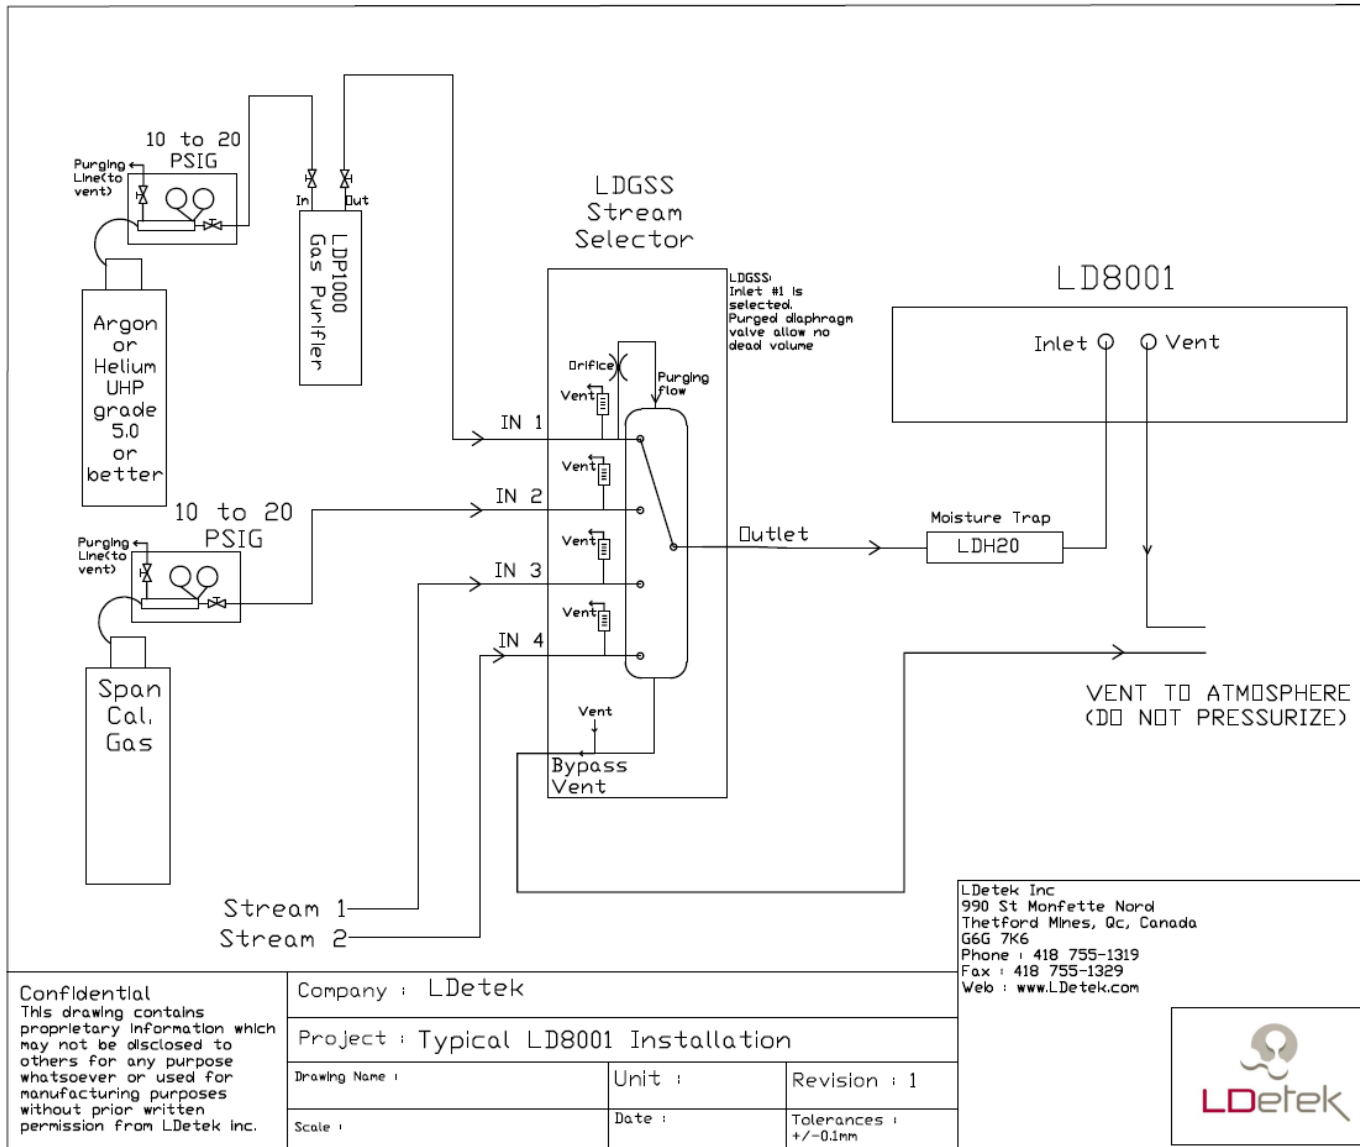 10 to 20
PSIG
Purging
Line(to
vent)
In
Out
LDP1000
Gas Purifier
Argon
or
Helium
UHP
grade
5.0
or
better
LDGSS
Stream
Selector
LDGSS:
Inlet #1 is
selected.
Purged diaphragm
valve allow no
dead volume
LD8001
Inlet
Vent
Orifice
Purging
flow
Vent
IN 1
Vent
IN 2
Vent
IN 3
Vent
IN 4
Outlet
Moisture Trap
LDH20
10 to 20
PSIG
Purging
Line(to
vent)
Span
Cal.
Gas
Vent
Bypass
Vent
VENT TO ATMOSPHERE
(DO NOT PRESSURIZE)
Stream 1
Stream 2
LDetek Inc
990 St Monfette Nord
Thetford Mines, Qc, Canada
G6G 7K6
Phone : 418 755-1319
Fax : 418 755-1329
Web : www.LDetek.com
Confidential
This drawing contains
proprietary information which
may not be disclosed to
others for any purpose
whatsoever or used for
manufacturing purposes
without prior written
permission from LDetek inc.
Company : LDetek
Project : Typical LD8001 Installation
Drawing Name :
Unit :
Revision : 1
Scale :
Date :
Tolerances :
+/-0.1mm
LDetek